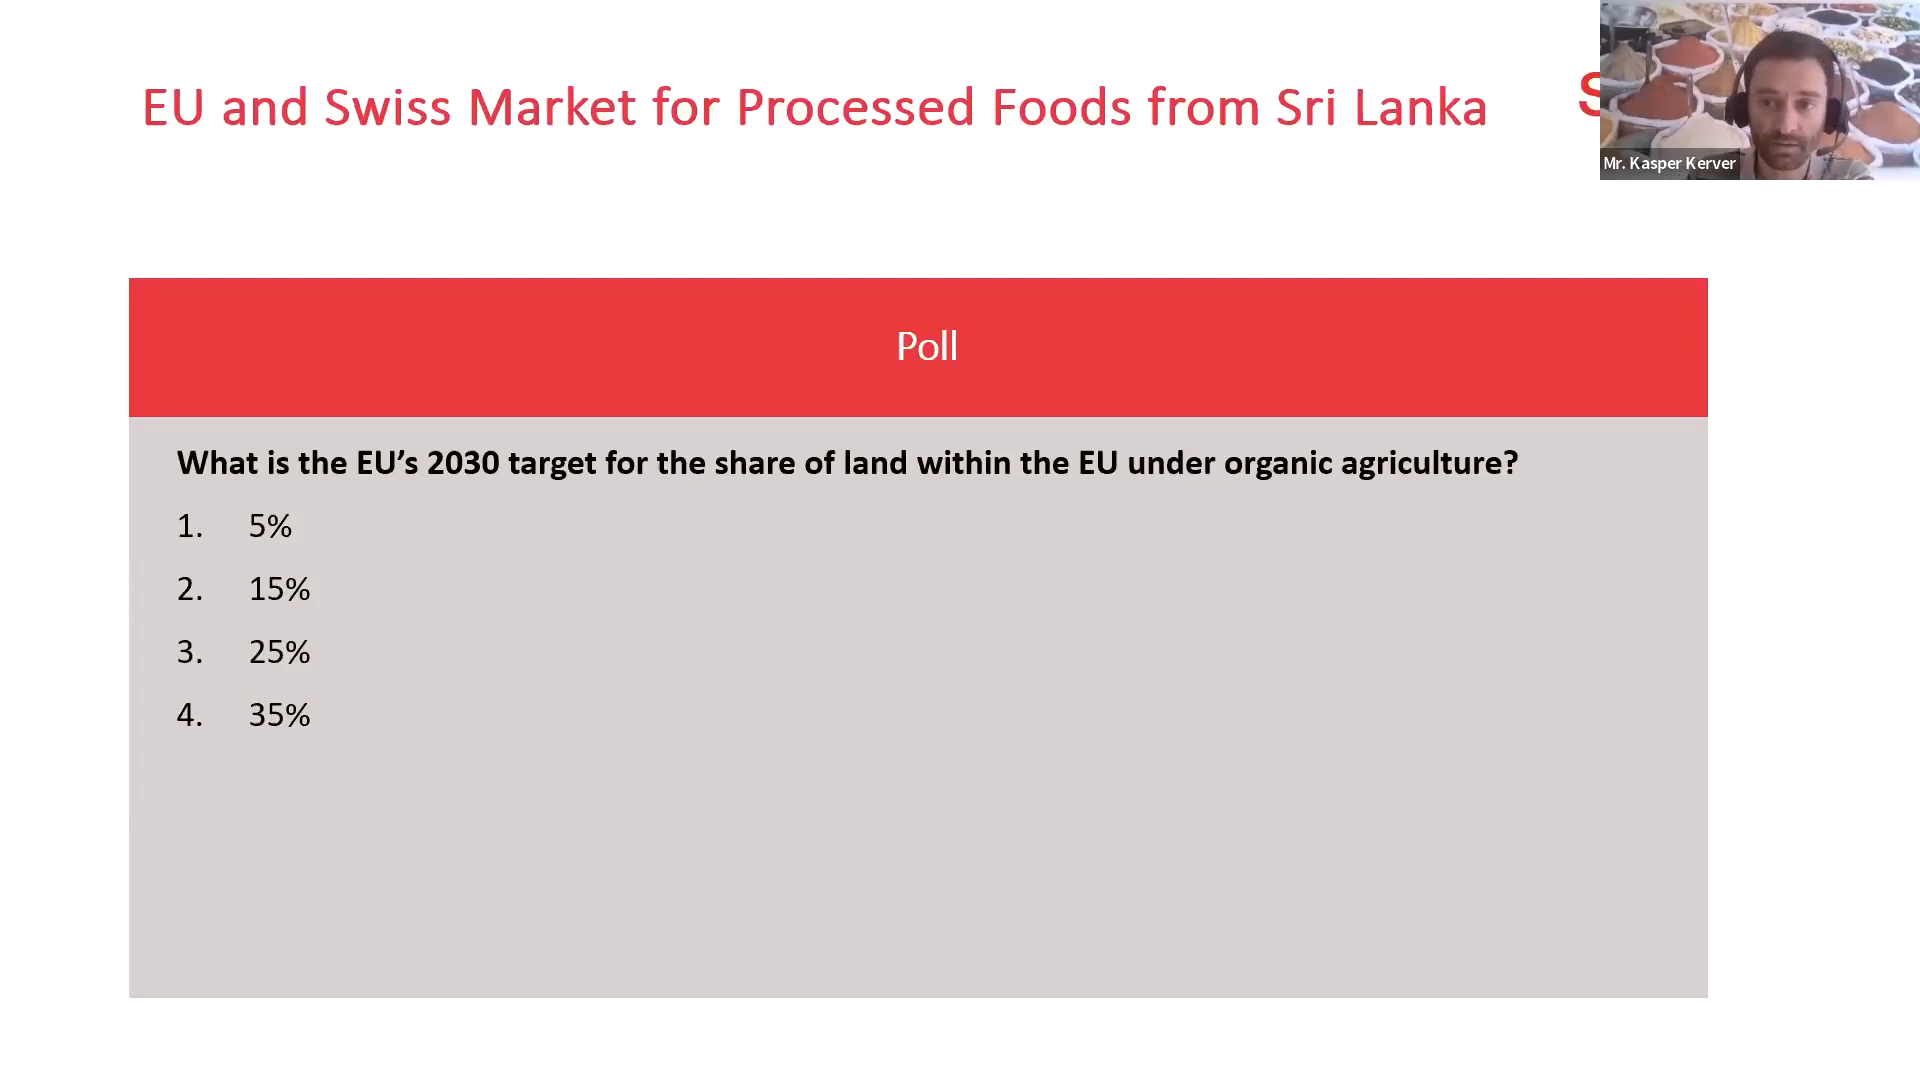 EU and Swiss Market for Processed Foods from Sri Lanka
S
Mr. Kasper Kerver
Poll
What is the EU’s 2030 target for the share of land within the EU under organic agriculture?
1. 5%
2. 15%
3. 25%
4. 35%